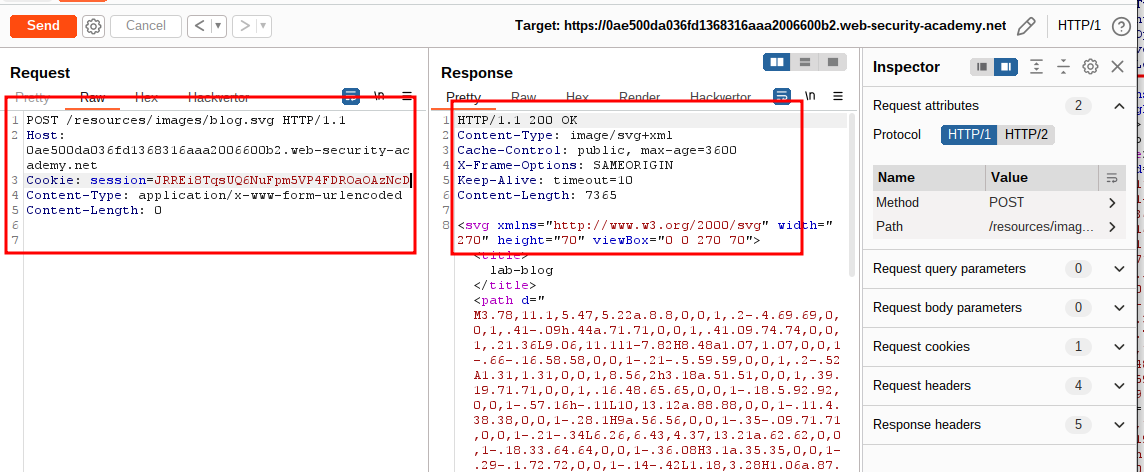 Send
Cancel
Target: https://0ae500da036fd1368316aaa2006600b2.web-security-academy.net
HTTP/1
Request
Pretty
Raw
Hex
Hackvertor
\n
1 POST /resources/images/blog.svg HTTP/1.1
2 Host:
0ae500da036fd1368316aaa2006600b2.web-security-ac
ademy.net
3 Cookie: session=JRREi8TqsUQ6NuFpm5VP4FDROaOAzNcD
4 Content-Type: application/x-www-form-urlencoded
5 Content-Length: 0
6
7
Response
Pretty
Raw
Hex
Render
Hackvertor
\n
1 HTTP/1.1 200 OK
2 Content-Type: image/svg+xml
3 Cache-Control: public, max-age=3600
4 X-Frame-Options: SAMEORIGIN
5 Keep-Alive: timeout=10
6 Content-Length: 7365
7
8 <svg xmlns="http://www.w3.org/2000/svg" width="
270" height="70" viewBox="0 0 270 70">
<title>
lab-blog
</title>
<path d="
M3.78,11.1,5.47,5.22a.8.8,0,0,1,.2-.4.69.69,0,
0,1,.41-.09h.44a.71.71,0,0,1,.41.09.74.74,0,0
1,.21.36L9.06,11.111-7.82H8.48a1.07,1.07,0,0,1
-.66-.16.58.58,0,0,1-.21-.5.59.59,0,0,1,.2-.52
A1.31,1.31,0,0,1,8.56,2h3.18a.51.51,0,0,1,.39.
19.71.71,0,0,1,.16.48.65.65,0,0,1-.18.5.92.92,
0,0,1-.57.16h-.11L10,13.12a.88.88,0,0,1-.11.4.
38.38,0,0,1-.28.1H9a.56.56,0,0,1-.35-.09.71.71
,0,0,1-.21-.34L6.26,6.43,4.37,13.21a.62.62,0,0
,1-.18.33.64.64,0,0,1-.36.08H3.1a.35.35,0,0,1-
.29-.1.72.72,0,0,1-.14-.42L1.18,3.28H1.06a.87.
Inspector
Request attributes
2
Protocol
HTTP/1
HTTP/2
Name
Value
Method
POST
Path
/resources/imag...
Request query parameters
0
Request body parameters
0
Request cookies
1
Request headers
4
Response headers
5